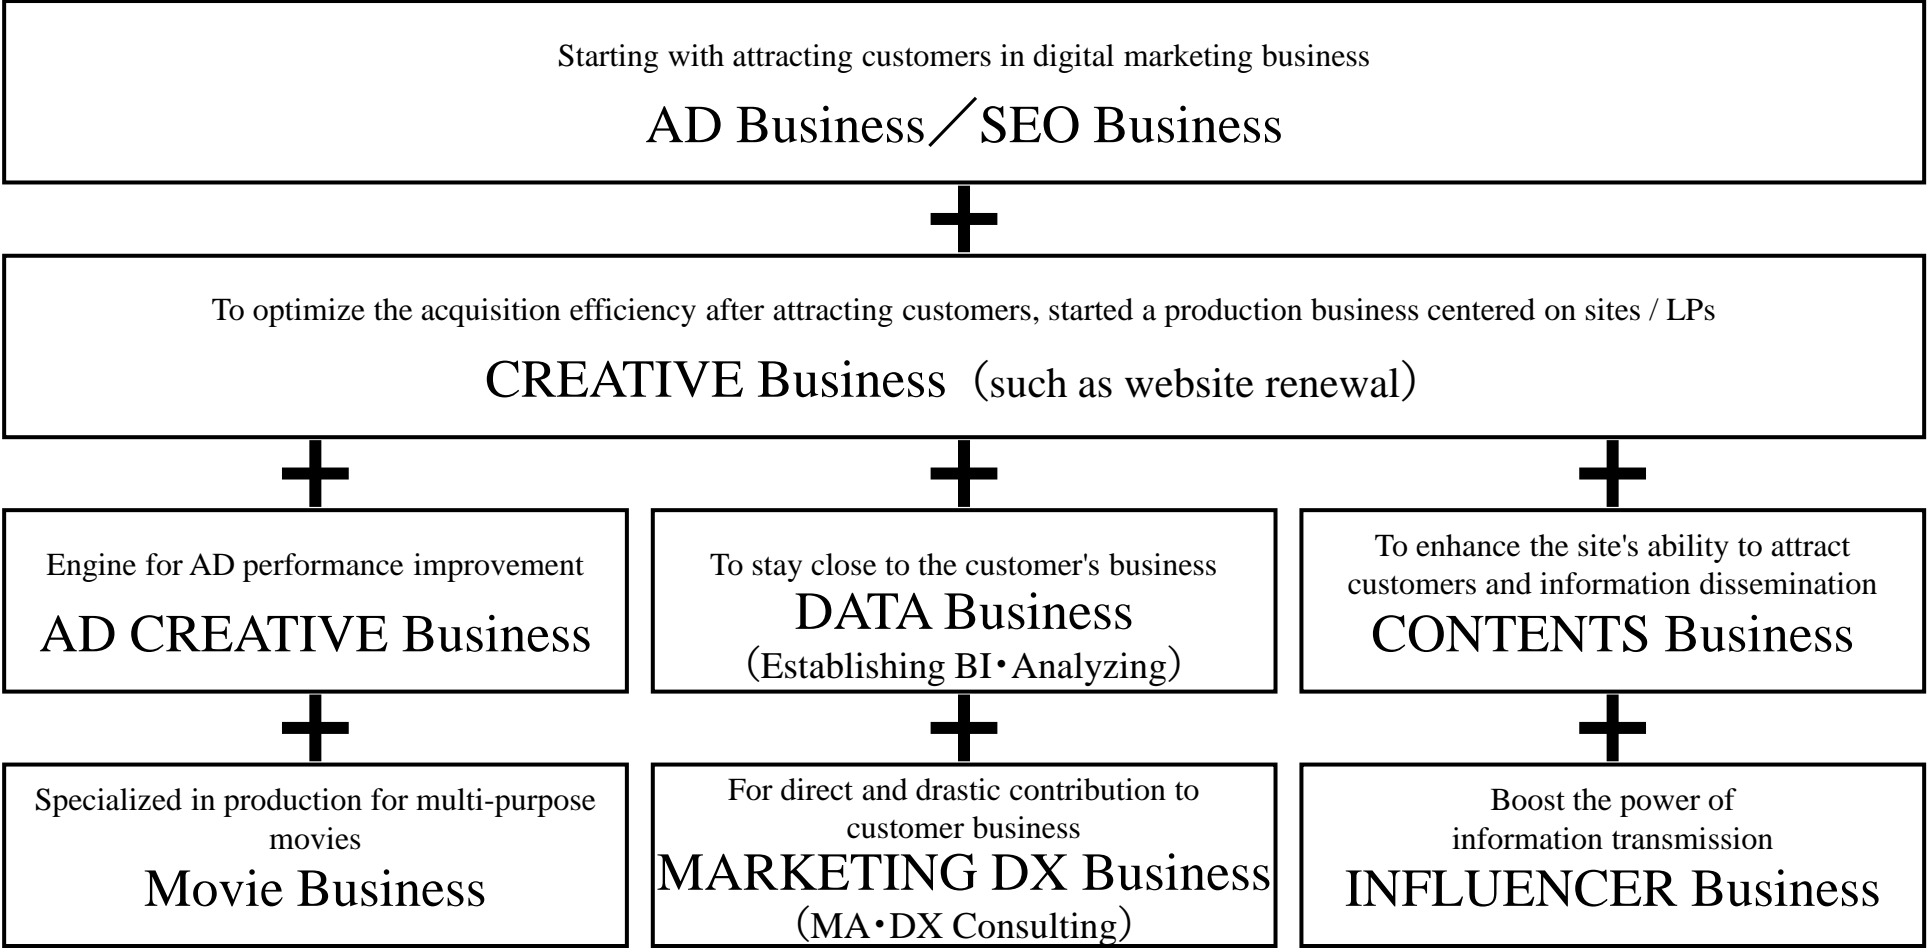 Starting with attracting customers in digital marketing business
AD Business／SEO Business
To optimize the acquisition efficiency after attracting customers, started a production business centered on sites / LPs
CREATIVE Business（such as website renewal）
Engine for AD performance improvement
AD CREATIVE Business
To stay close to the customer's business
DATA Business
（Establishing BI・Analyzing）
To enhance the site's ability to attract
customers and information dissemination
CONTENTS Business
Specialized in production for multi-purpose
movies
Movie Business
For direct and drastic contribution to
customer business
MARKETING DX Business
（MA・DX Consulting）
Boost the power of
information transmission
INFLUENCER Business